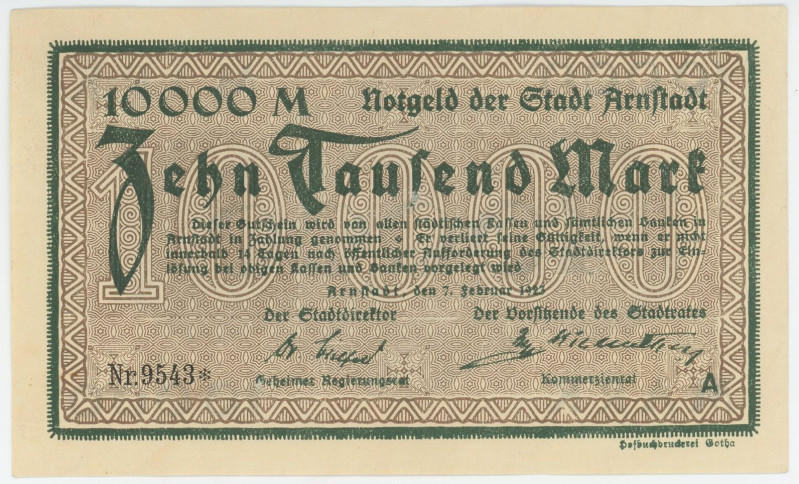 10000 M Notgeld der Stadt Arnstadt
Zehn Tausend Mark
10000
Dieser Gutschein wird von allen städtischen Kassen und sämtlichen Banken in
Arnstadt in Zahlung genommen + Er verliert seine Gültigkeit, wenn er nicht
innerhalb 14 Tagen nach öffentlicher Aufforderung des Stadtdirektors zur Ein-
lösung bei obigen Kassen und Banken vorgelegt wird
Arnstadt, den 7. Februar 1923
Der Stadtdirektor Der Vorsitzende des Stadtrates
Nr. 9543* Geheimer Regierungsrat Kommerzienrat A
Hofbuchdruckerei Gotha